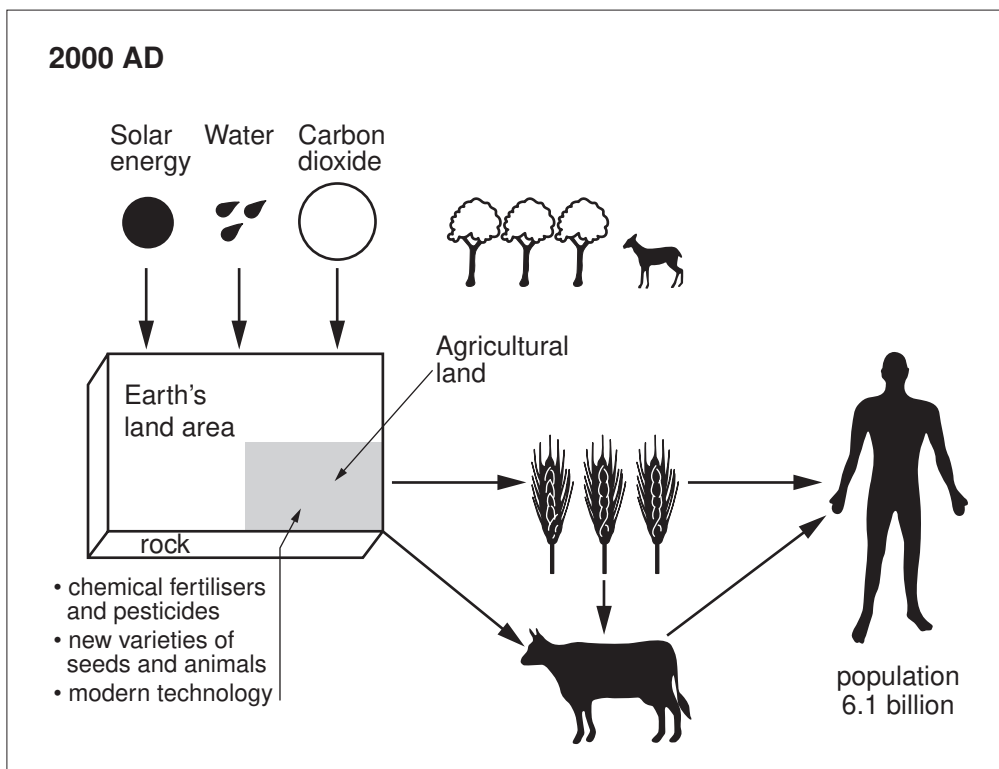 2000 AD
Solar
energy
Water
Carbon
dioxide
Agricultural
land
Earth's
land area
rock
• chemical fertilisers
and pesticides
• new varieties of
seeds and animals
• modern technology
population
6.1 billion